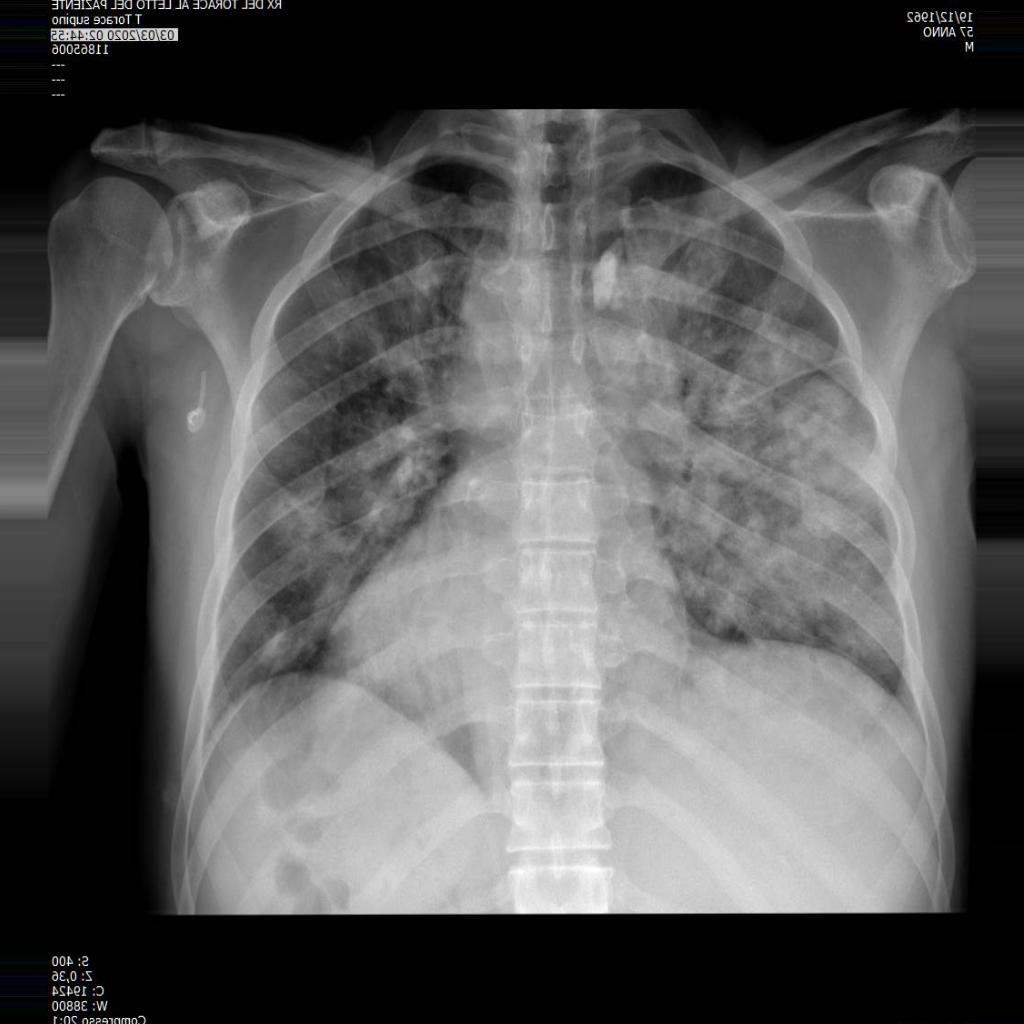 RX DEL TORACE AL LETTO DEL PAZIENTE
T Torace supino
03/03/2020 02:44:55
11865006
---
---
---
19/12/1962
57 ANNO
M
S: 400
Z: 0,36
C: 19424
W: 38800
Compresso 20:1